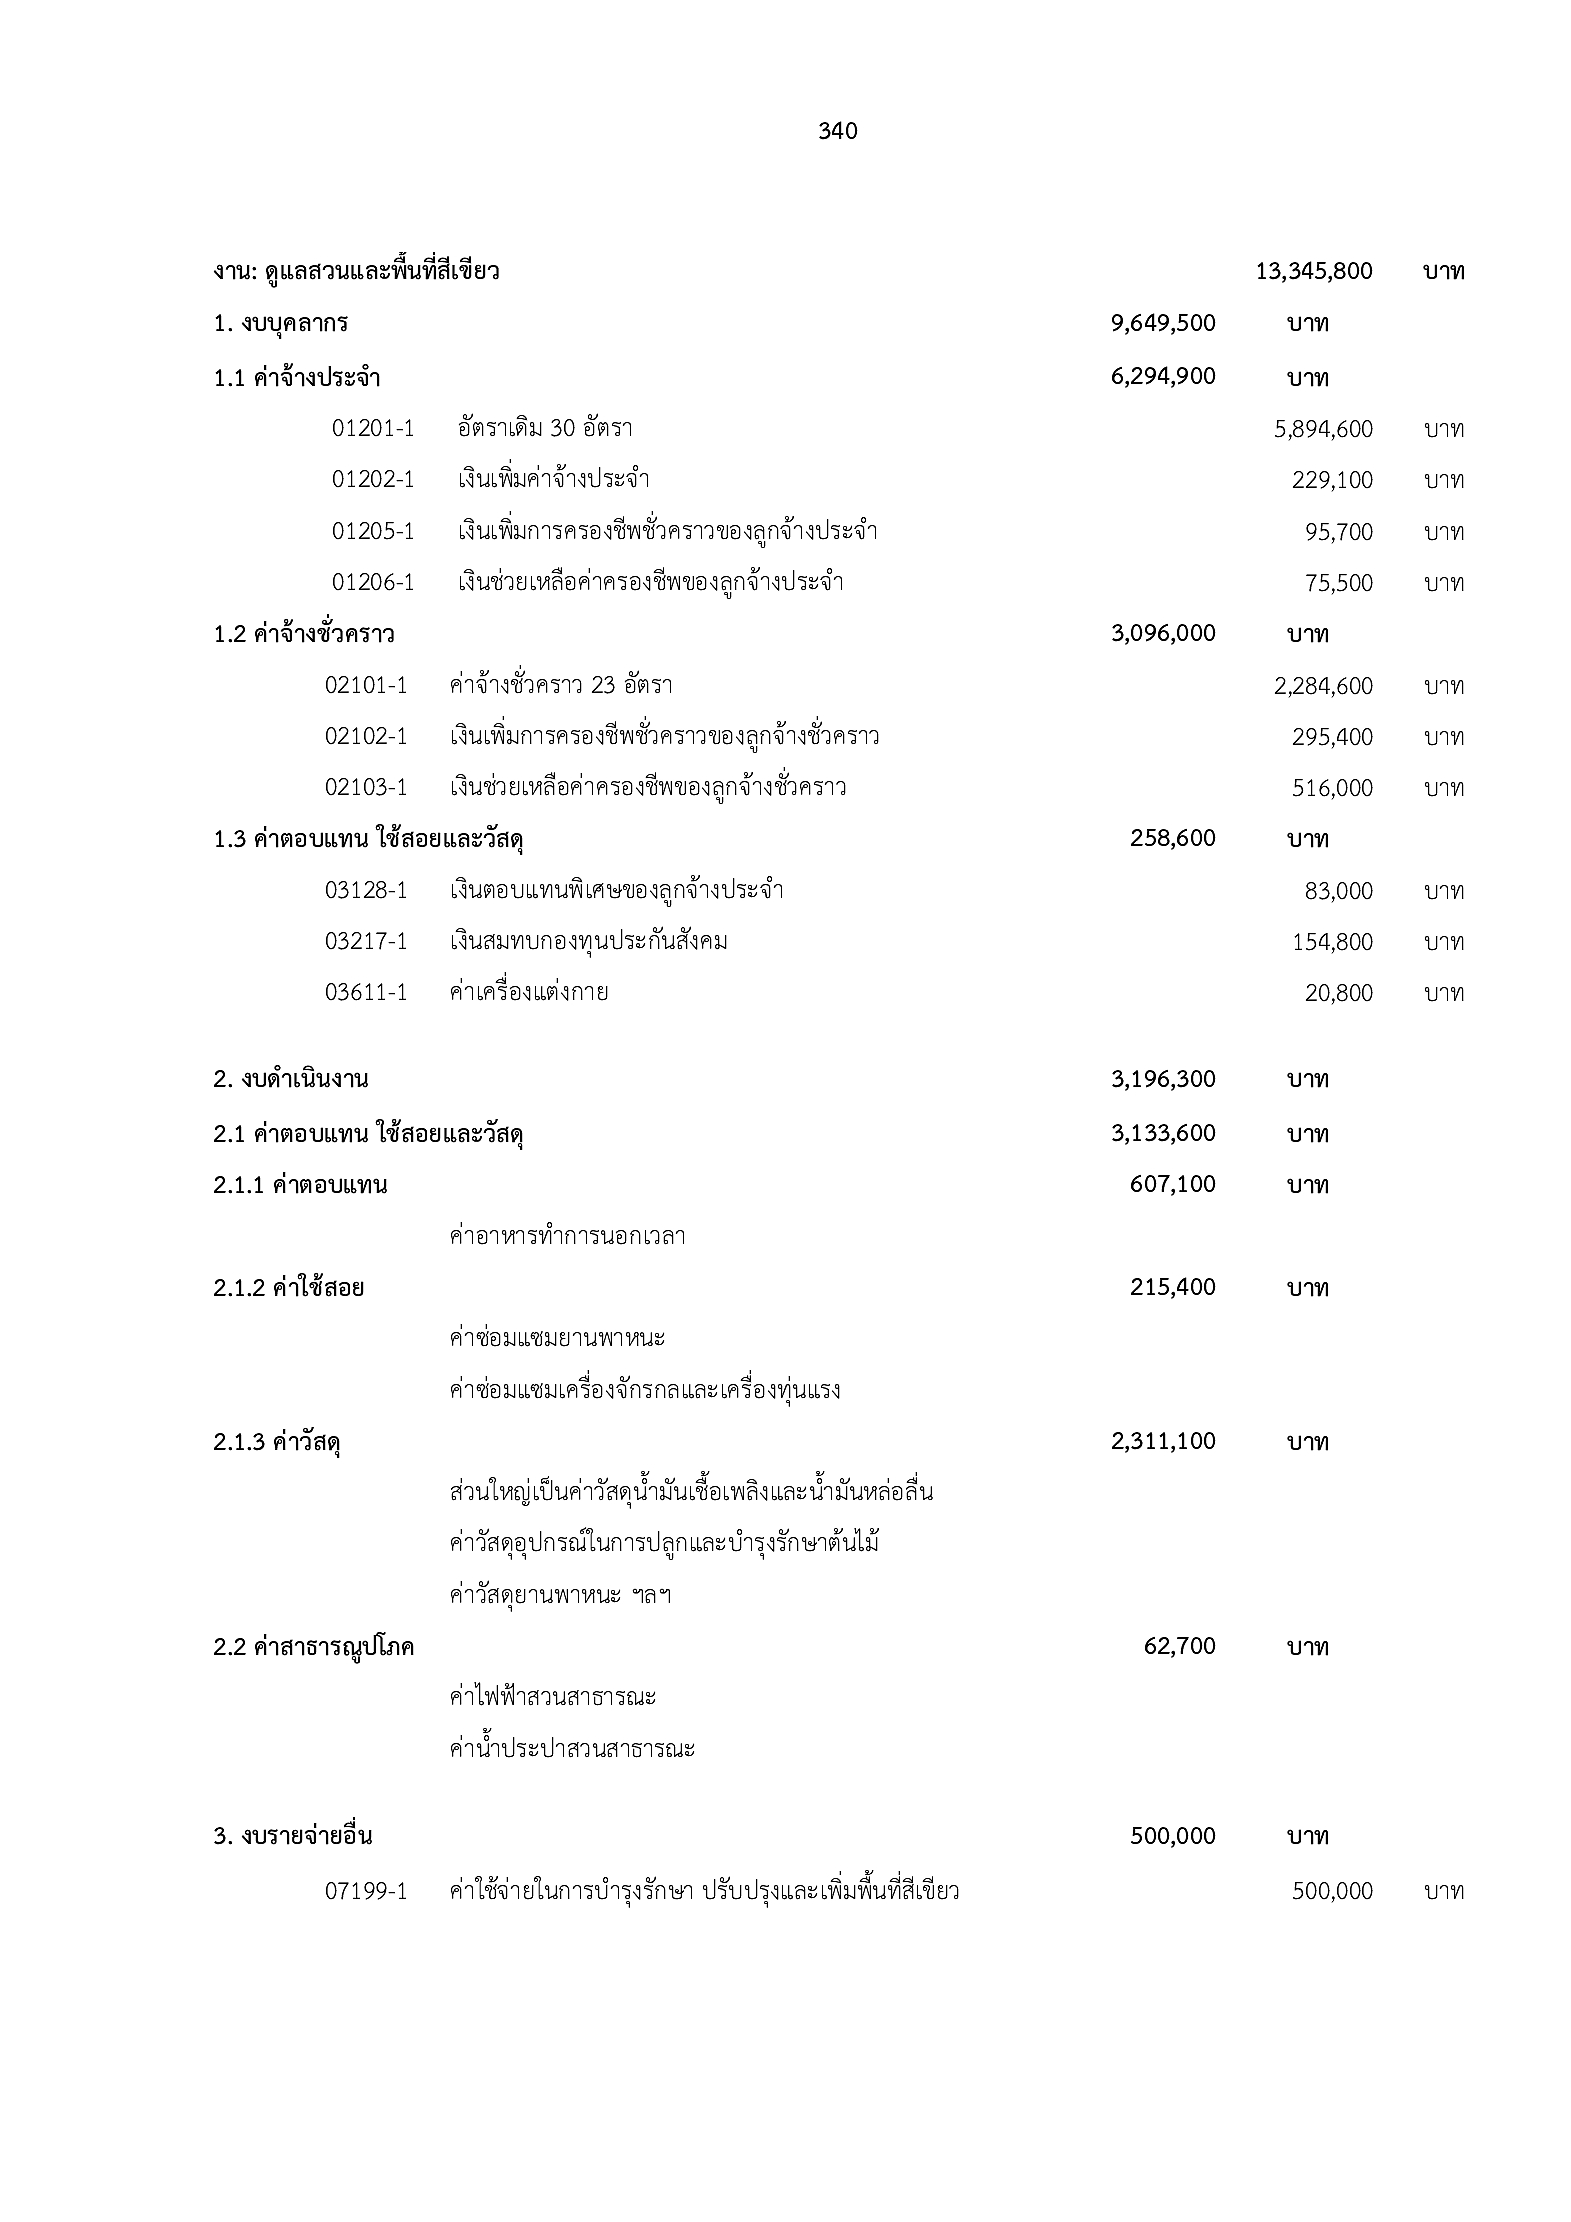 340
งาน: ดูแลสวนและพื้นที่สีเขียว 13,345,800 บาท
1. งบบุคลากร 9,649,500 บาท
1.1 ค่าจ้างประจำ 6,294,900 บาท
01201-1 อัตราเดิม 30 อัตรา 5,894,600 บาท
01202-1 เงินเพิ่มค่าจ้างประจำ 229,100 บาท
01205-1 เงินเพิ่มการครองชีพชั่วคราวของลูกจ้างประจำ 95,700 บาท
01206-1 เงินช่วยเหลือค่าครองชีพของลูกจ้างประจำ 75,500 บาท
1.2 ค่าจ้างชั่วคราว 3,096,000 บาท
02101-1 ค่าจ้างชั่วคราว 23 อัตรา 2,284,600 บาท
02102-1 เงินเพิ่มการครองชีพชั่วคราวของลูกจ้างชั่วคราว 295,400 บาท
02103-1 เงินช่วยเหลือค่าครองชีพของลูกจ้างชั่วคราว 516,000 บาท
1.3 ค่าตอบแทน ใช้สอยและวัสดุ 258,600 บาท
03128-1 เงินตอบแทนพิเศษของลูกจ้างประจำ 83,000 บาท
03217-1 เงินสมทบกองทุนประกันสังคม 154,800 บาท
03611-1 ค่าเครื่องแต่งกาย 20,800 บาท
2. งบดำเนินงาน 3,196,300 บาท
2.1 ค่าตอบแทน ใช้สอยและวัสดุ 3,133,600 บาท
2.1.1 ค่าตอบแทน 607,100 บาท
ค่าอาหารทำการนอกเวลา
2.1.2 ค่าใช้สอย 215,400 บาท
ค่าซ่อมแซมยานพาหนะ
ค่าซ่อมแซมเครื่องจักรกลและเครื่องทุ่นแรง
2.1.3 ค่าวัสดุ 2,311,100 บาท
ส่วนใหญ่เป็นค่าวัสดุน้ำมันเชื้อเพลิงและน้ำมันหล่อลื่น
ค่าวัสดุอุปกรณ์ในการปลูกและบำรุงรักษาต้นไม้
ค่าวัสดุยานพาหนะ ฯลฯ
2.2 ค่าสาธารณูปโภค 62,700 บาท
ค่าไฟฟ้าสวนสาธารณะ
ค่าน้ำประปาสวนสาธารณะ
3. งบรายจ่ายอื่น 500,000 บาท
07199-1 ค่าใช้จ่ายในการบำรุงรักษา ปรับปรุงและเพิ่มพื้นที่สีเขียว 500,000 บาท